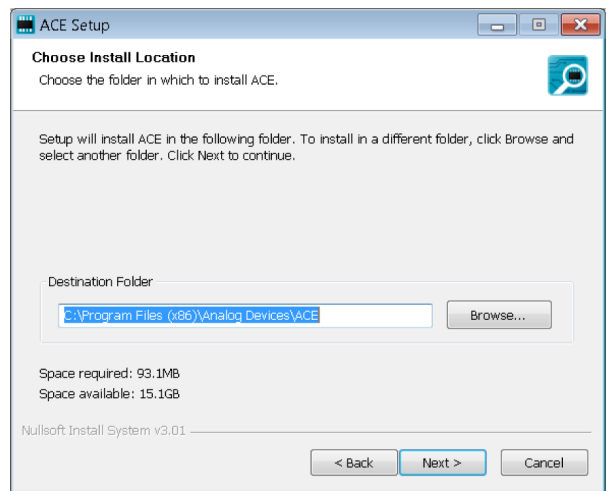 ACE Setup
Choose Install Location
Choose the folder in which to install ACE.
Setup will install ACE in the following folder. To install in a different folder, click Browse and
select another folder. Click Next to continue.
Destination Folder
C:\Program Files (x86)\Analog Devices\ACE
Browse...
Space required: 93.1MB
Space available: 15.1GB
Nullsoft Install System v3.01
< Back
Next >
Cancel